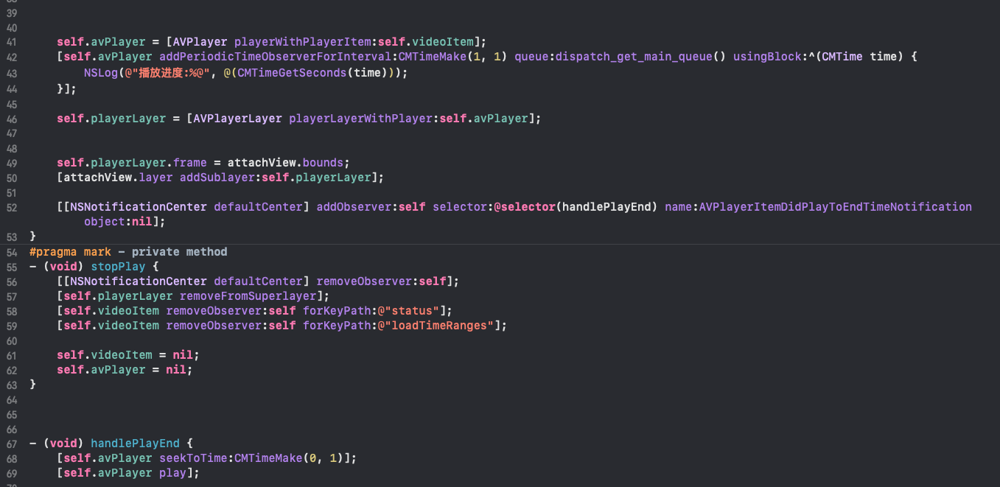 39
40
41 self.avPlayer = [AVPlayer playerWithPlayerItem:self.videoItem];
42 [self.avPlayer addPeriodicTimeObserverForInterval:CMTimeMake(1, 1) queue:dispatch_get_main_queue() usingBlock:^(CMTime time) {
43 NSLog(@"播放进度:%@", @(CMTimeGetSeconds(time)));
44 }];
45
46 self.playerLayer = [AVPlayerLayer playerLayerWithPlayer:self.avPlayer];
47
48
49 self.playerLayer.frame = attachView.bounds;
50 [attachView.layer addSublayer:self.playerLayer];
51
52 [[NSNotificationCenter defaultCenter] addObserver:self selector:@selector(handlePlayEnd) name:AVPlayerItemDidPlayToEndTimeNotification
object:nil];
53 }
54 #pragma mark - private method
55 - (void) stopPlay {
56 [[NSNotificationCenter defaultCenter] removeObserver:self];
57 [self.playerLayer removeFromSuperlayer];
58 [self.videoItem removeObserver:self forKeyPath:@"status"];
59 [self.videoItem removeObserver:self forKeyPath:@"loadTimeRanges"];
60
61 self.videoItem = nil;
62 self.avPlayer = nil;
63 }
64
65
66
67 - (void) handlePlayEnd {
68 [self.avPlayer seekToTime:CMTimeMake(0, 1)];
69 [self.avPlayer play];